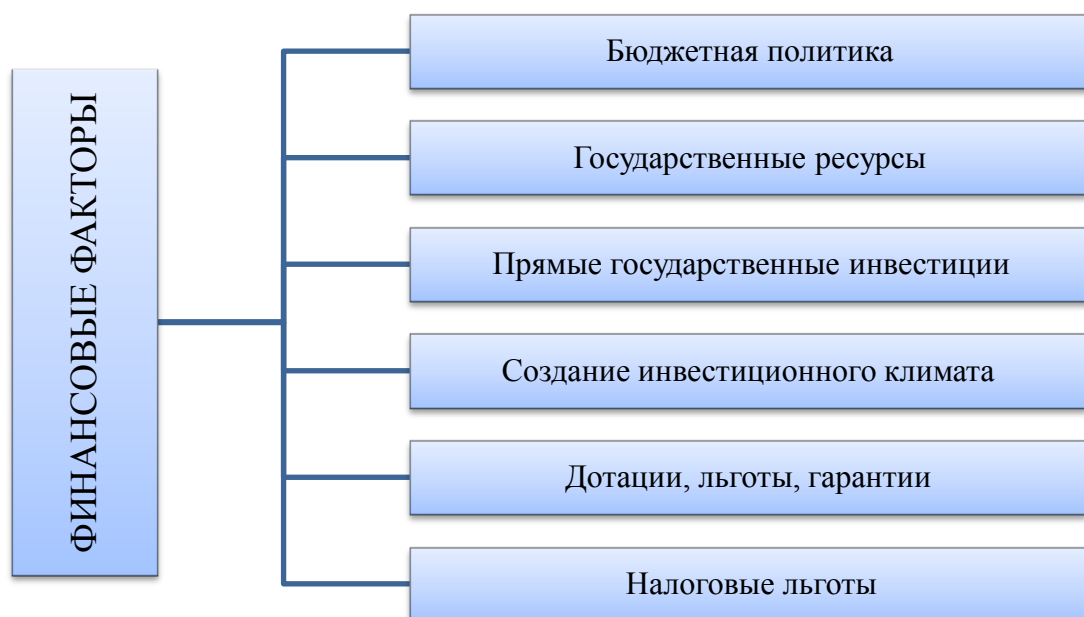 ФИНАНСОВЫЕ ФАКТОРЫ
Бюджетная политика
Государственные ресурсы
Прямые государственные инвестиции
Создание инвестиционного климата
Дотации, льготы, гарантии
Налоговые льготы